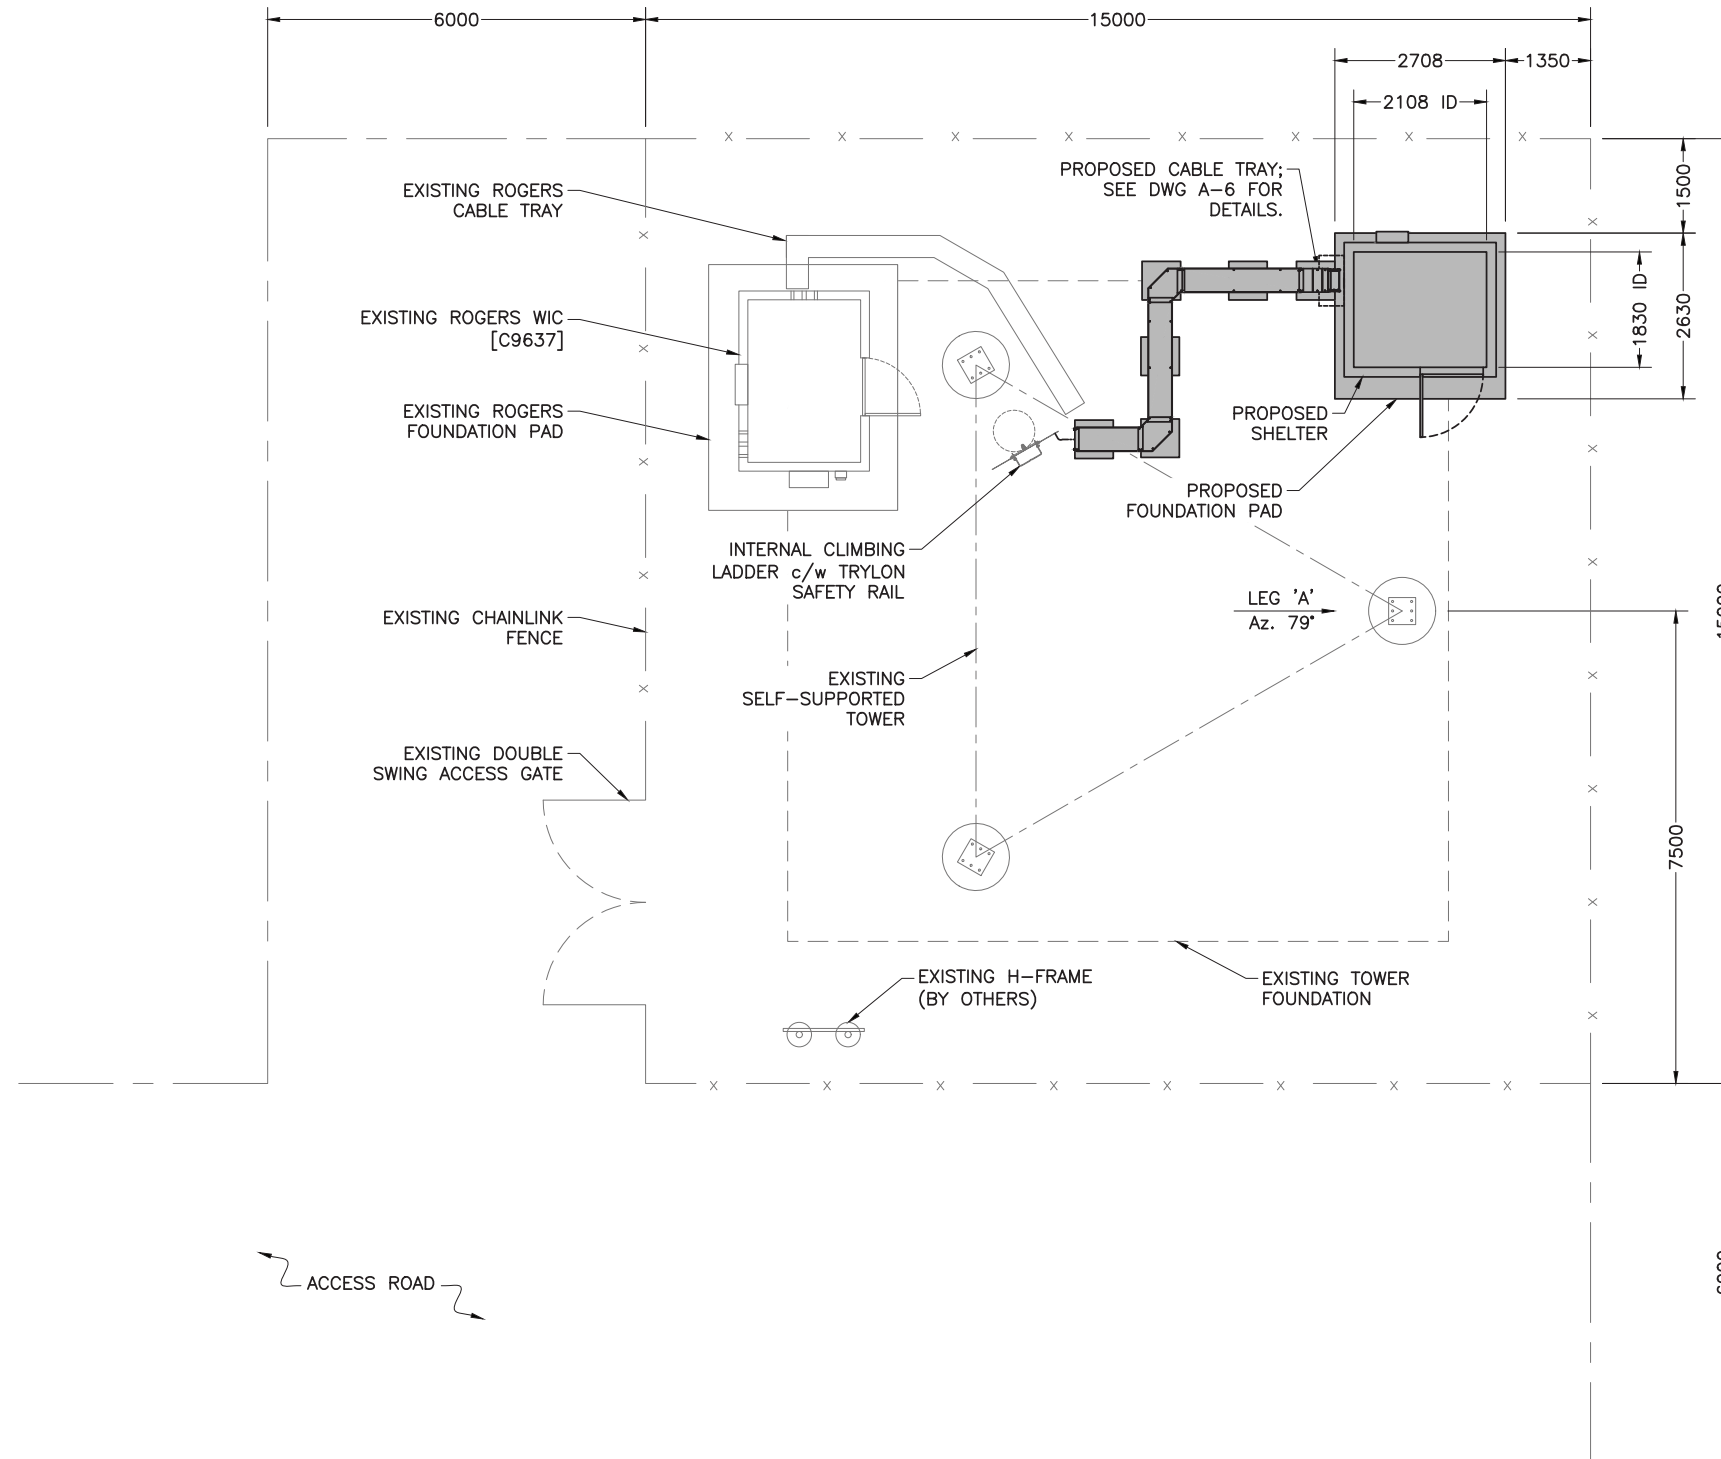 6000
15000
2708
1350
2108 ID
PROPOSED CABLE TRAY;
SEE DWG A-6 FOR
DETAILS.
1500
EXISTING ROGERS
CABLE TRAY
1830 ID
2630
EXISTING ROGERS WIC
[C9637]
EXISTING ROGERS
FOUNDATION PAD
PROPOSED
SHELTER
PROPOSED
FOUNDATION PAD
INTERNAL CLIMBING
LADDER c/w TRYLON
SAFETY RAIL
LEG 'A'
Az. 79°
EXISTING CHAINLINK
FENCE
EXISTING
SELF-SUPPORTED
TOWER
EXISTING DOUBLE
SWING ACCESS GATE
7500
EXISTING H-FRAME
(BY OTHERS)
EXISTING TOWER
FOUNDATION
ACCESS ROAD